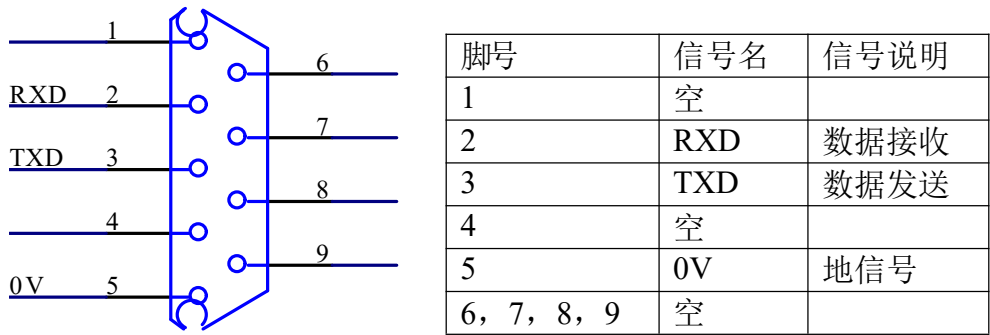 1
RXD 2
TXD 3
4
0V 5
6
7
8
9
脚号 信号名 信号说明
1 空
2 RXD 数据接收
3 TXD 数据发送
4 空
5 0V 地信号
6，7，8，9 空